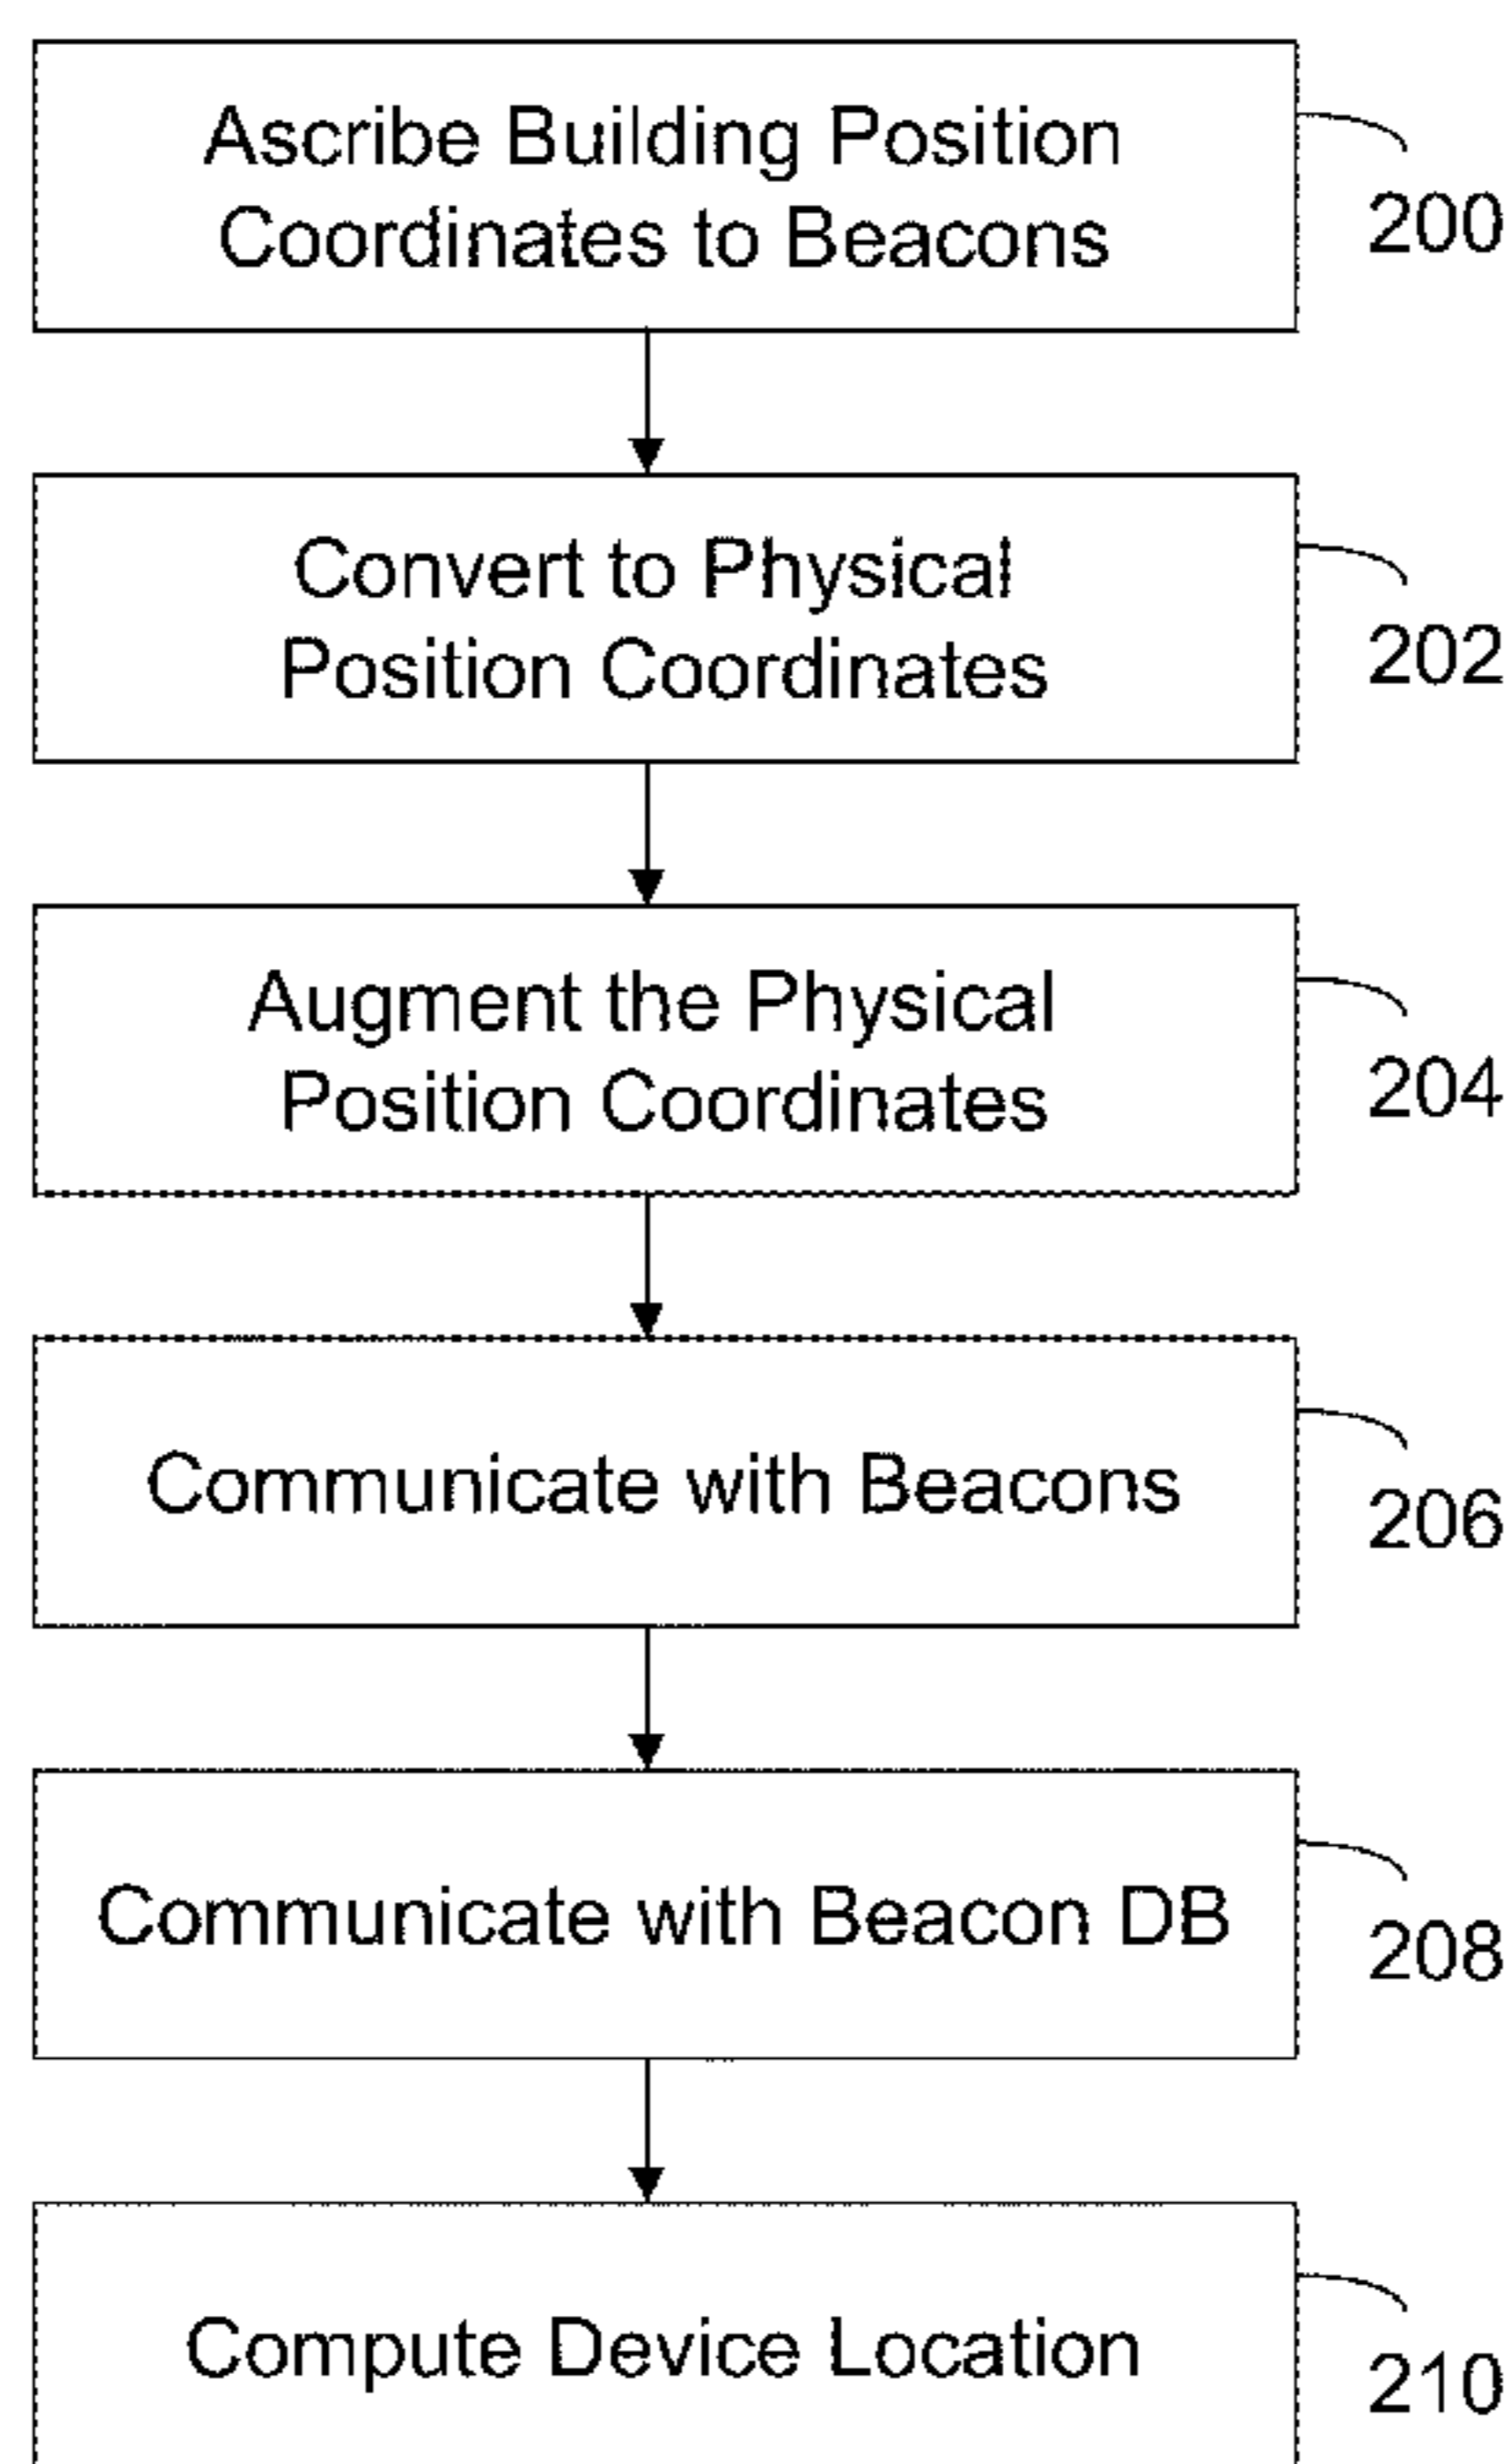 Ascribe Building Position
Coordinates to Beacons
200
Convert to Physical
Position Coordinates
202
Augment the Physical
Position Coordinates
204
Communicate with Beacons
206
Communicate with Beacon DB
208
Compute Device Location
210